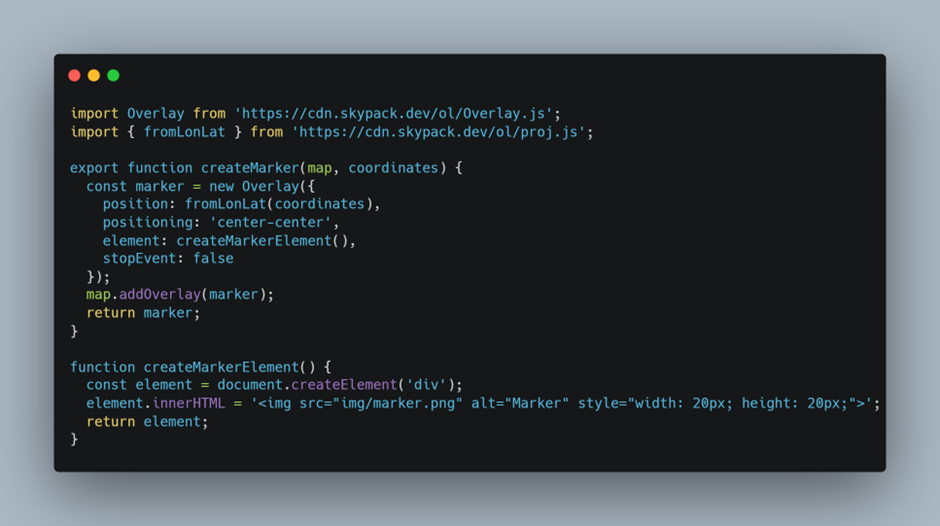 import Overlay from 'https://cdn.skypack.dev/ol/Overlay.js';
import { fromLonLat } from 'https://cdn.skypack.dev/ol/proj.js';

export function createMarker(map, coordinates) {
  const marker = new Overlay({
    position: fromLonLat(coordinates),
    positioning: 'center-center',
    element: createMarkerElement(),
    stopEvent: false
  });
  map.addOverlay(marker);
  return marker;
}

function createMarkerElement() {
  const element = document.createElement('div');
  element.innerHTML = '<img src="img/marker.png" alt="Marker" style="width: 20px; height: 20px;">';
  return element;
}